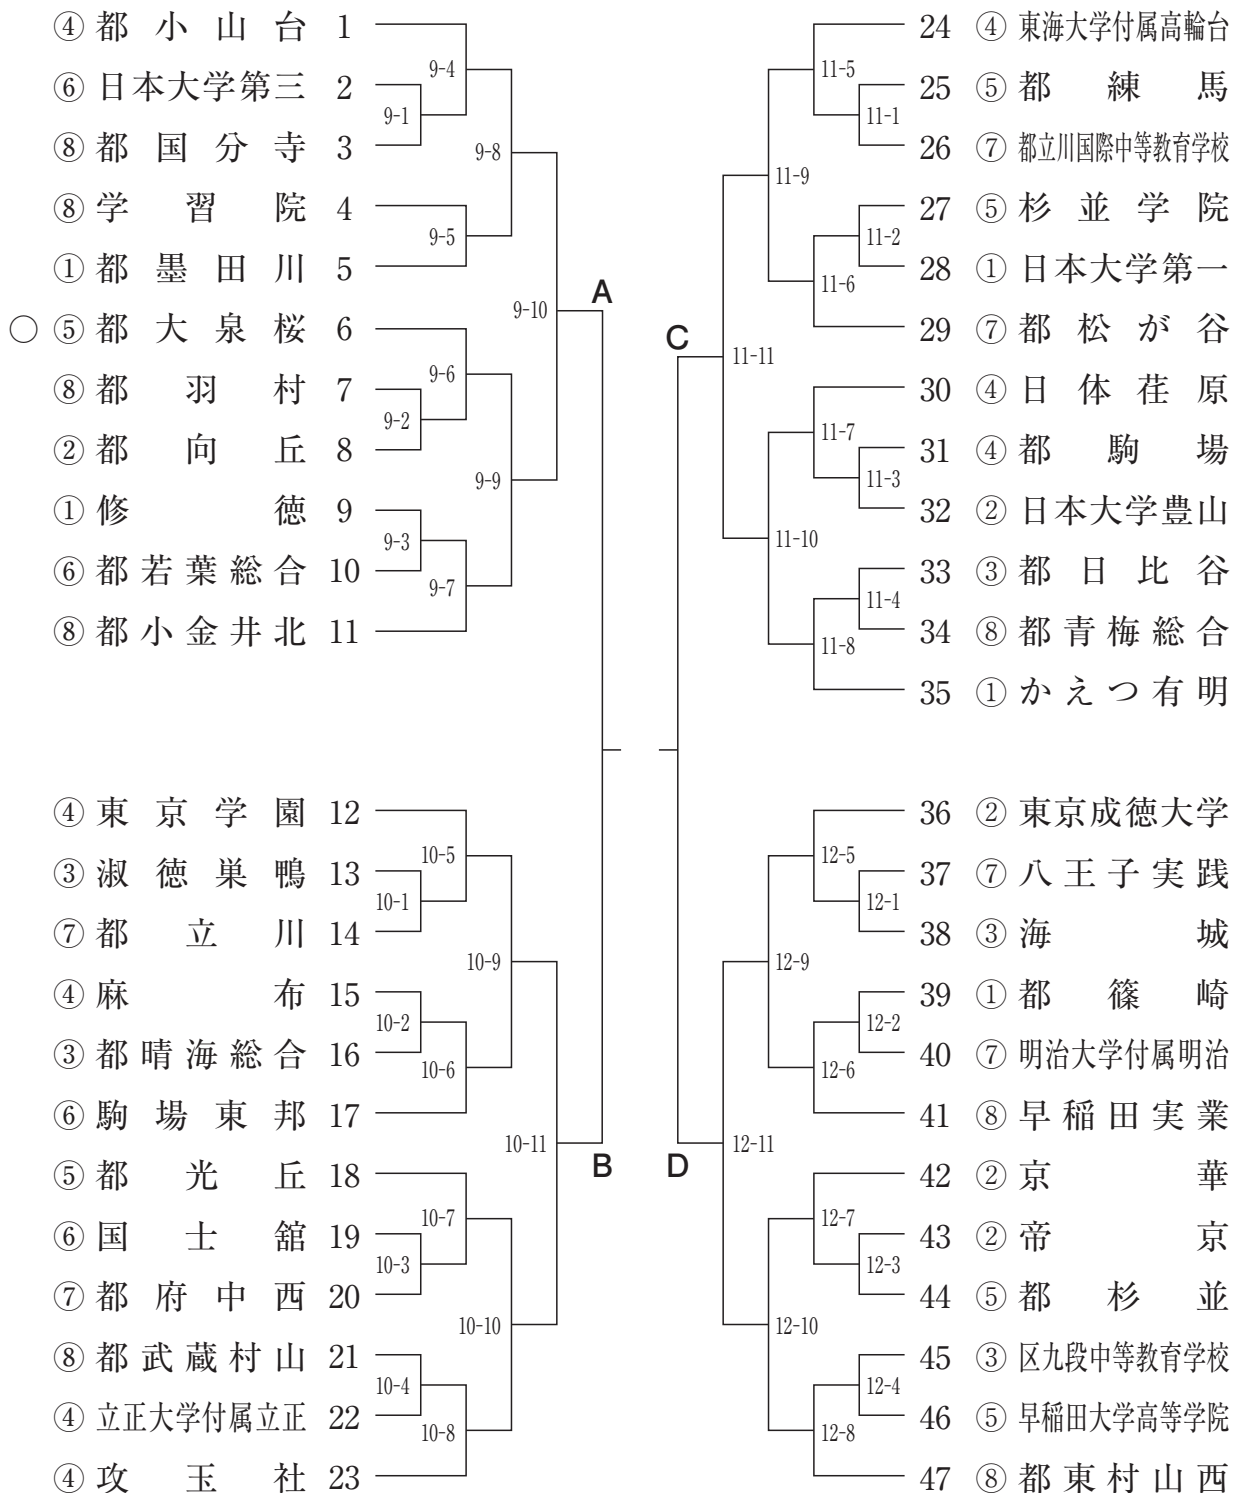 ④ 都小山台 1
9-4
⑥ 日本大学第三 2
9-1
⑧ 都国分寺 3
9-8
⑧ 学習院 4
9-5
① 都墨田川 5
9-10
A
○ ⑤ 都大泉桜 6
9-6
⑧ 都羽村 7
9-2
② 都向丘 8
9-9
① 修徳 9
9-3
⑥ 都若葉総合 10
9-7
⑧ 都小金井北 11
④ 東京学園 12
10-5
③ 淑徳巣鴨 13
10-1
⑦ 都立川 14
10-9
④ 麻布 15
10-2
③ 都晴海総合 16
10-6
⑥ 駒場東邦 17
10-11
B
⑤ 都光丘 18
10-7
⑥ 国士舘 19
10-3
⑦ 都府中西 20
10-10
⑧ 都武蔵村山 21
10-4
④ 立正大学付属立正 22
10-8
④ 攻玉社 23
24 ④ 東海大学付属高輪台
11-5
25 ⑤ 都練馬
11-1
26 ⑦ 都立川国際中等教育学校
11-9
27 ⑤ 杉並学院
11-2
28 ① 日本大学第一
11-6
29 ⑦ 都松が谷
C
11-11
30 ④ 日体荏原
11-7
31 ④ 都駒場
11-3
32 ② 日本大学豊山
11-10
33 ③ 都日比谷
11-4
34 ⑧ 都青梅総合
11-8
35 ① かえつ有明
36 ② 東京成徳大学
12-5
37 ⑦ 八王子実践
12-1
38 ③ 海城
12-9
39 ① 都篠崎
12-2
40 ⑦ 明治大学付属明治
12-6
41 ⑧ 早稲田実業
D
12-11
42 ② 京華
12-7
43 ② 帝京
12-3
44 ⑤ 都杉並
12-10
45 ③ 区九段中等教育学校
12-4
46 ⑤ 早稲田大学高等学院
12-8
47 ⑧ 都東村山西